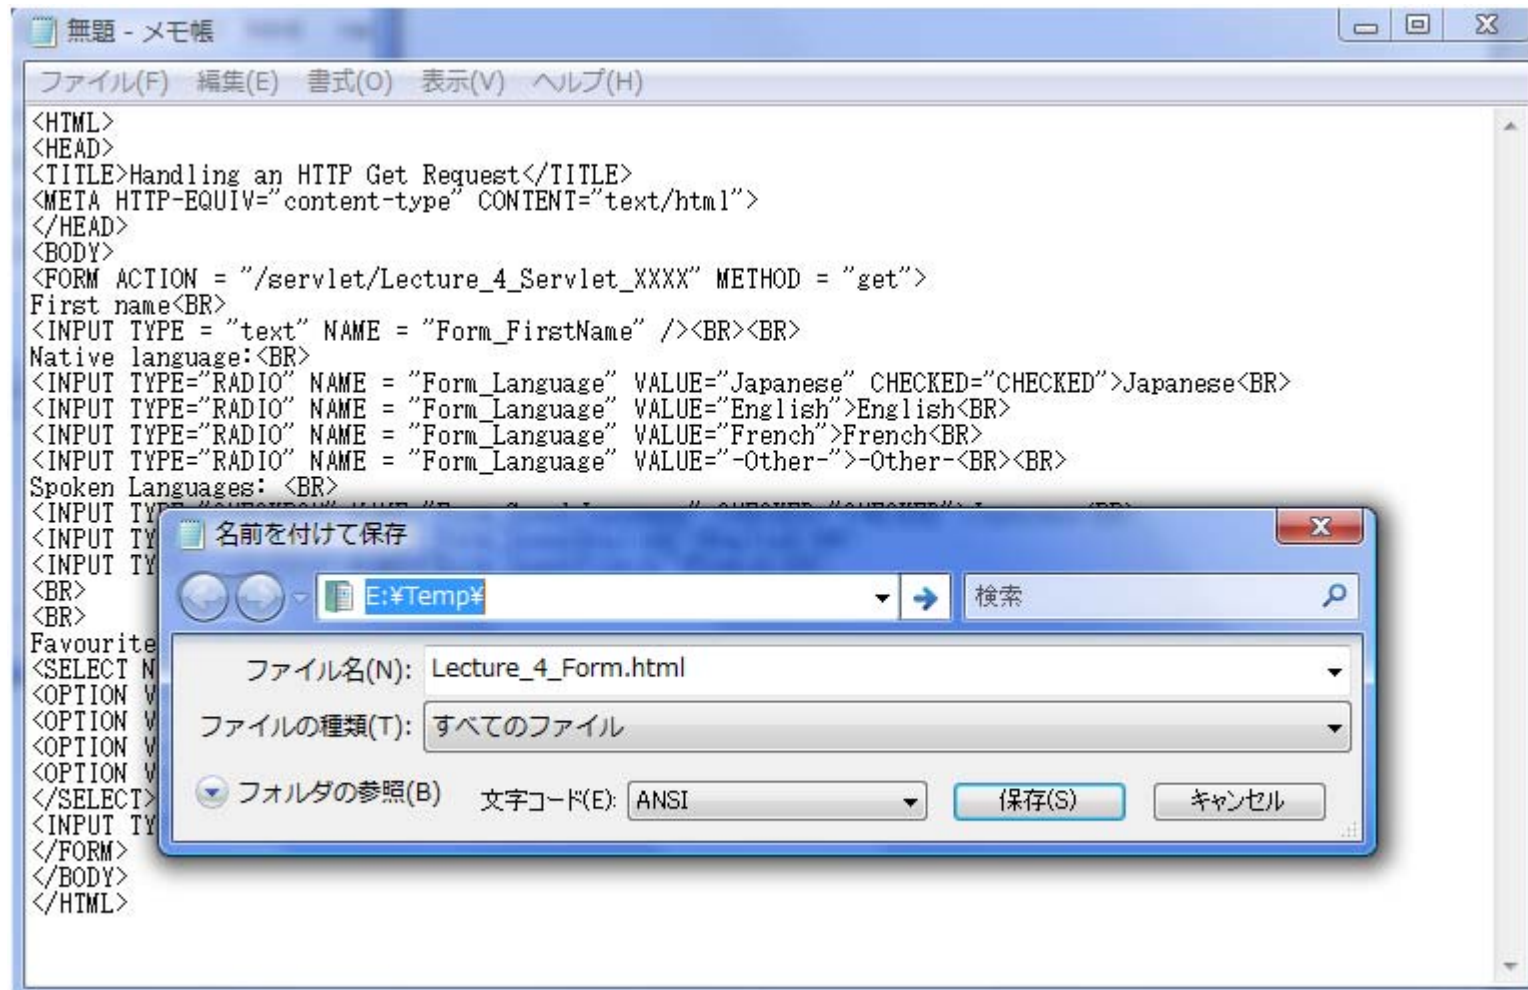 無題 - メモ帳
ファイル(F) 編集(E) 書式(O) 表示(V) ヘルプ(H)
<HTML>
<HEAD>
<TITLE>Handling an HTTP Get Request</TITLE>
<META HTTP-EQUIV="content-type" CONTENT="text/html">
</HEAD>
<BODY>
<FORM ACTION = "/servlet/Lecture_4_Servlet_XXXX" METHOD = "get">
First name<BR>
<INPUT TYPE = "text" NAME = "Form_FirstName" /><BR><BR>
Native language:<BR>
<INPUT TYPE="RADIO" NAME = "Form_Language" VALUE="Japanese" CHECKED="CHECKED">Japanese<BR>
<INPUT TYPE="RADIO" NAME = "Form_Language" VALUE="English">English<BR>
<INPUT TYPE="RADIO" NAME = "Form_Language" VALUE="French">French<BR>
<INPUT TYPE="RADIO" NAME = "Form_Language" VALUE="-Other-">-Other-<BR><BR>
Spoken Languages: <BR>
<INPUT
<INPUT TY
<INPUT TY
<BR>
<BR>
Favourite
<SELECT N
<OPTION V
<OPTION V
<OPTION V
<OPTION V
</SELECT>
<INPUT TY
</FORM>
</BODY>
</HTML>
名前を付けて保存
E:¥Temp¥
検索
ファイル名(N): Lecture_4_Form.html
ファイルの種類(T): すべてのファイル
フォルダの参照(B) 文字コード(E): ANSI 保存(S) キャンセル